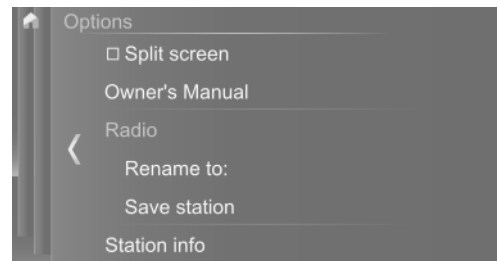 Options
Split screen
Owner's Manual
Radio
Rename to:
Save station
Station info